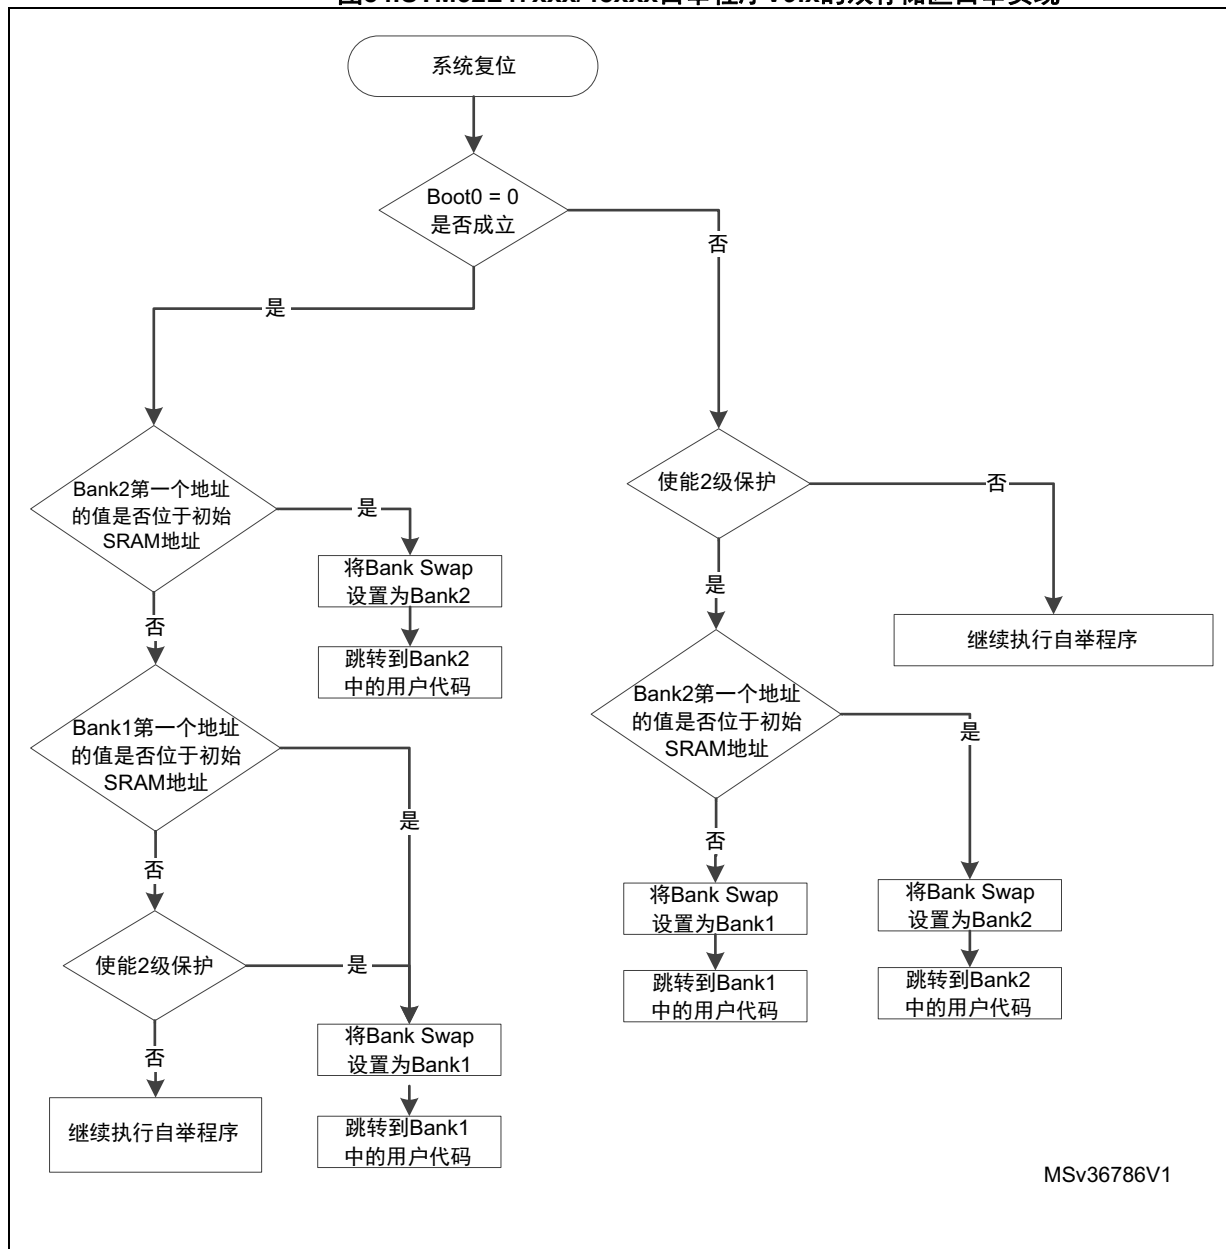 系统复位
Boot0 = 0
是否成立
否
是
Bank2第一个地址
的值是否位于初始
SRAM地址
是
将Bank Swap
设置为Bank2
跳转到Bank2
中的用户代码
否
Bank1第一个地址
的值是否位于初始
SRAM地址
是
否
使能2级保护
是
将Bank Swap
设置为Bank1
跳转到Bank1
中的用户代码
否
继续执行自举程序
使能2级保护
否
继续执行自举程序
是
Bank2第一个地址
的值是否位于初始
SRAM地址
是
否
将Bank Swap
设置为Bank1
跳转到Bank1
中的用户代码
将Bank Swap
设置为Bank2
跳转到Bank2
中的用户代码
MSv36786V1